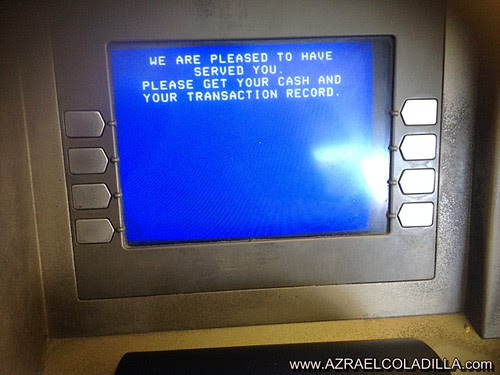 WE ARE PLEASED TO HAVE
SERVED YOU.
PLEASE GET YOUR CASH AND
YOUR TRANSACTION RECORD.
www.AZRAELCOLADILLA.com